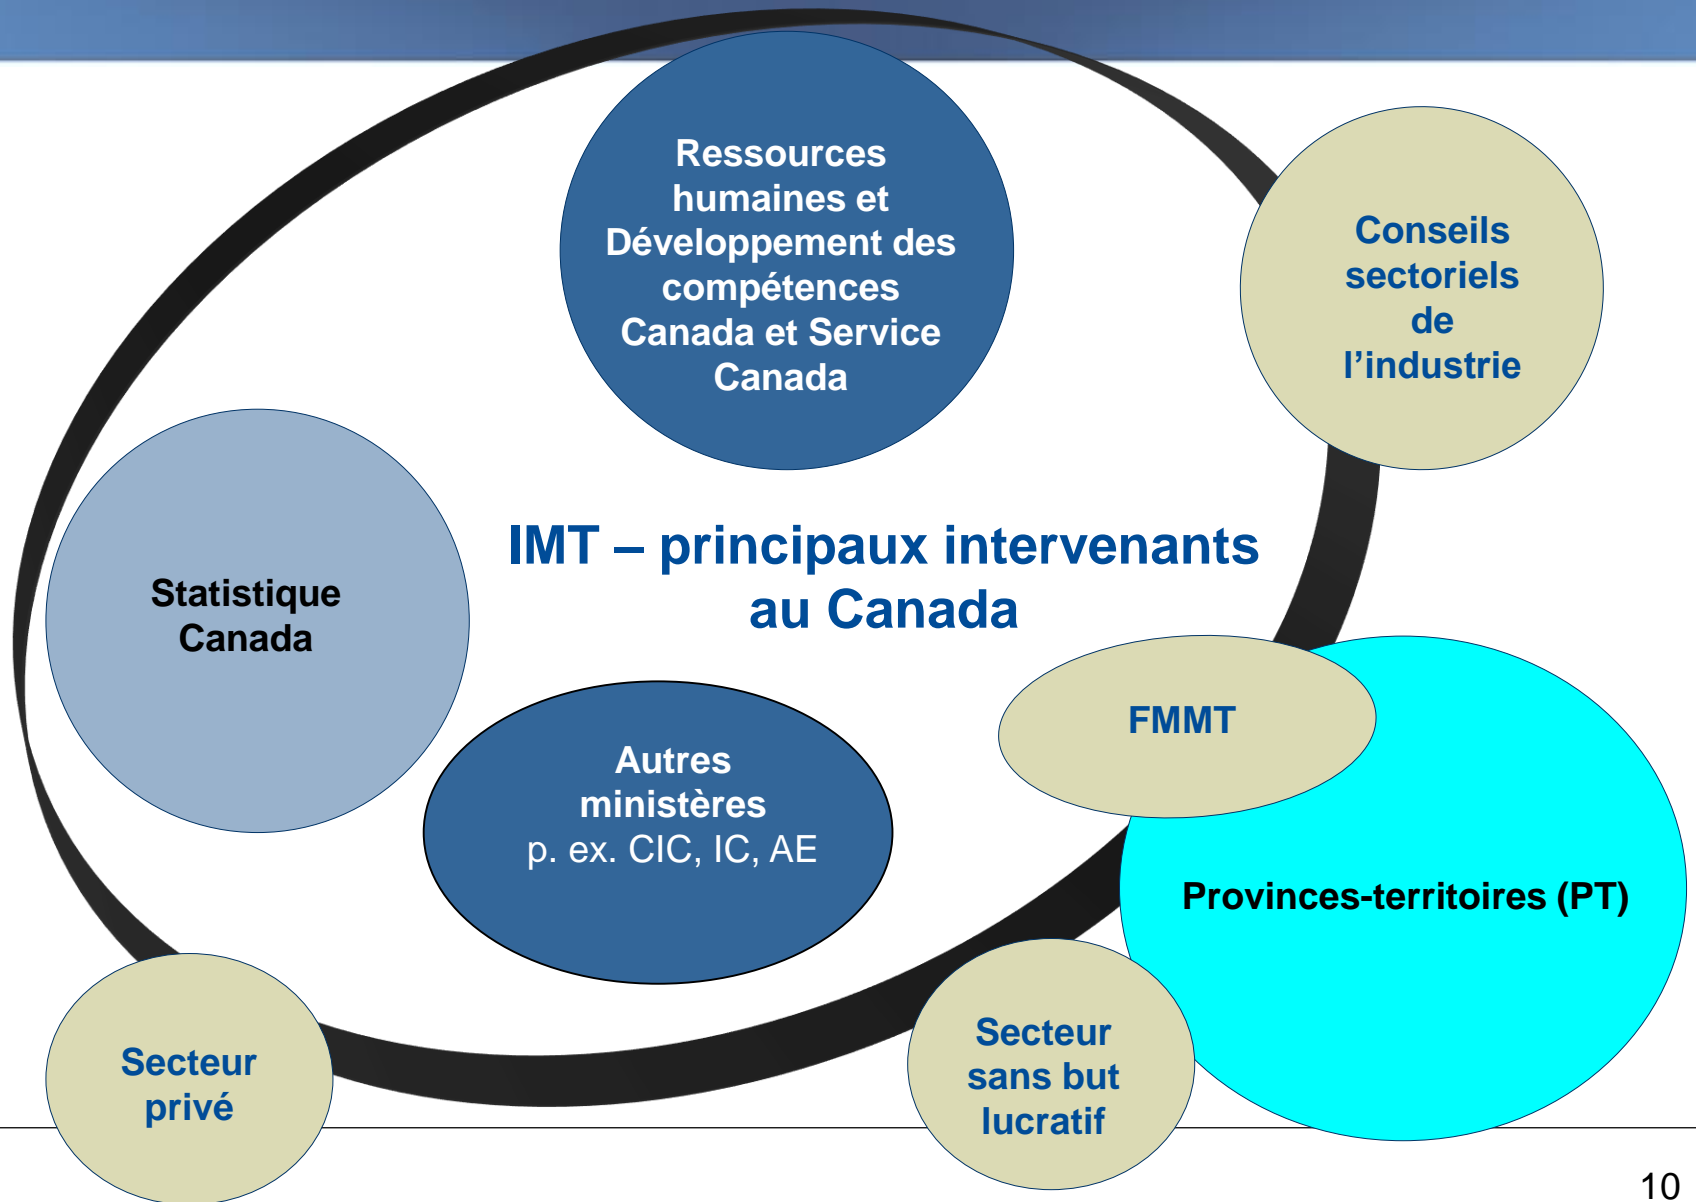 Ressources
humaines et
Développement des
compétences
Canada et Service
Canada
Conseils
sectoriels
de
l’industrie
IMT – principaux intervenants
au Canada
Statistique
Canada
FMMT
Autres
ministères
p. ex. CIC, IC, AE
Provinces-territoires (PT)
Secteur
privé
Secteur
sans but
lucratif
10